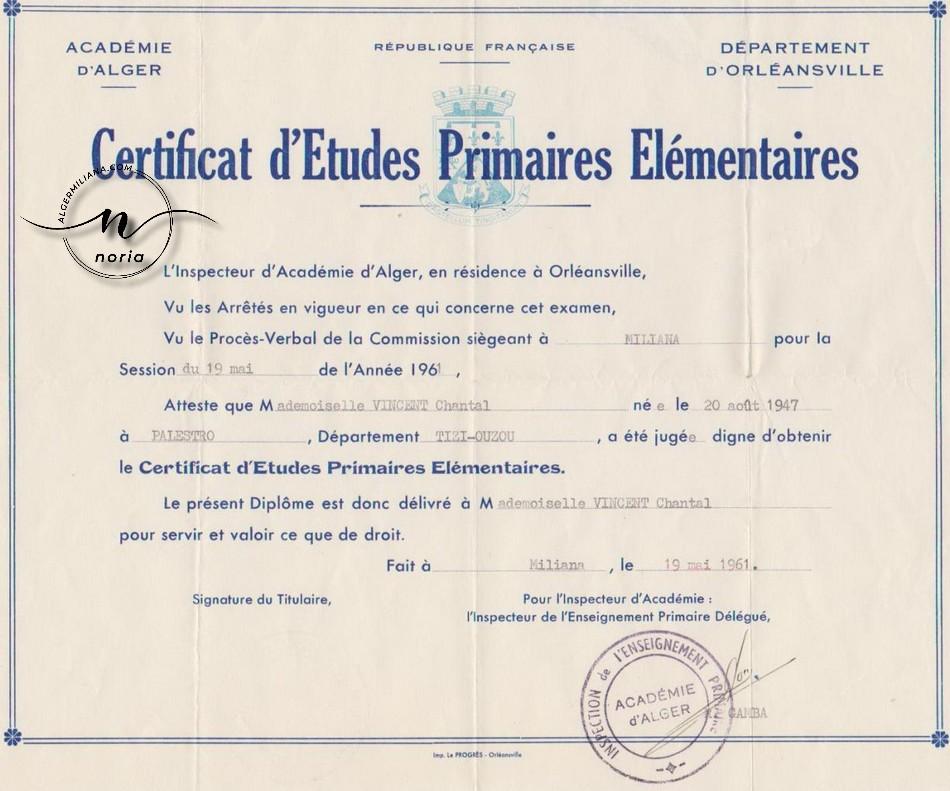 ACADÉMIE
D'ALGER
RÉPUBLIQUE FRANÇAISE
DÉPARTEMENT
D'ORLÉANSVILLE
Certificat d'Etudes Primaires Elémentaires
ALGERMILIANA.COM
n
noria
L'Inspecteur d'Académie d'Alger, en résidence à Orléansville,
Vu les Arrêtés en vigueur en ce qui concerne cet examen,
Vu le Procès-Verbal de la Commission siégeant à MILIANA pour la
Session du 19 mai de l'Année 1961,
Atteste que Mademoiselle VINCENT Chantal née le 20 août 1947
à PALESTRO, Département TIZI-OUZOU, a été jugée digne d'obtenir
le Certificat d'Etudes Primaires Elémentaires.
Le présent Diplôme est donc délivré à Mademoiselle VINCENT Chantal
pour servir et valoir ce que de droit.
Fait à Miliana, le 19 mai 1961.
Signature du Titulaire,
Pour l'Inspecteur d'Académie :
l'Inspecteur de l'Enseignement Primaire Délégué,
INSPECTION de l'ENSEIGNEMENT
ACADÉMIE
d'ALGER
GAMBA
Imp. Le PROGRÈS - Orléansville